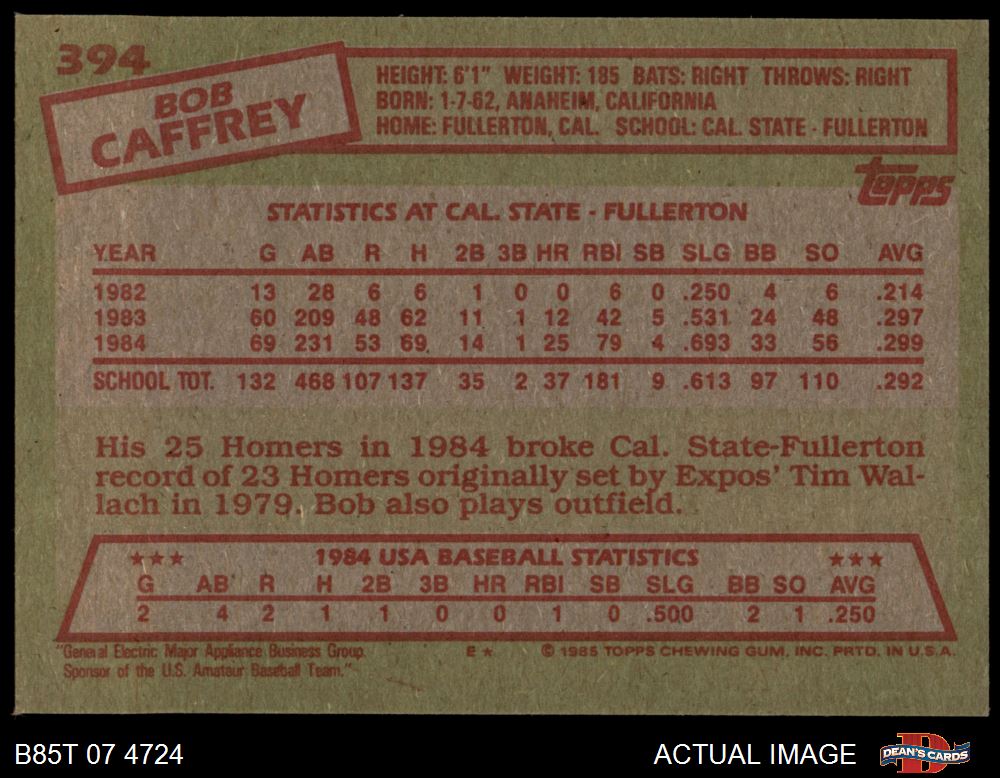 394
BOB
CAFFREY
HEIGHT: 6'1" WEIGHT: 185 BATS: RIGHT THROWS: RIGHT
BORN: 1-7-62, ANAHEIM, CALIFORNIA
HOME: FULLERTON, CAL. SCHOOL: CAL. STATE - FULLERTON
topps
STATISTICS AT CAL. STATE - FULLERTON
YEAR G AB R H 2B 3B HR RBI SB SLG BB SO AVG
1982 13 28 6 6 1 0 0 6 0 .250 4 6 .214
1983 60 209 48 62 11 1 12 42 5 .531 24 48 .297
1984 69 231 53 69 14 1 25 79 4 .693 33 56 .299
SCHOOL TOT. 132 468 107 137 35 2 37 181 9 .613 97 110 .292
His 25 Homers in 1984 broke Cal. State-Fullerton
record of 23 Homers originally set by Expos' Tim Wal-
lach in 1979. Bob also plays outfield.
★★★ 1984 USA BASEBALL STATISTICS ★★★
G AB R H 2B 3B HR RBI SB SLG BB SO AVG
2 4 2 1 1 0 0 1 0 .500 2 1 .250
"General Electric Major Appliance Business Group. E★ © 1985 TOPPS CHEWING GUM, INC. PRTD. IN U.S.A.
Sponsor of the U.S. Amateur Baseball Team."
B85T 07 4724 ACTUAL IMAGE DEAN'S CARDS